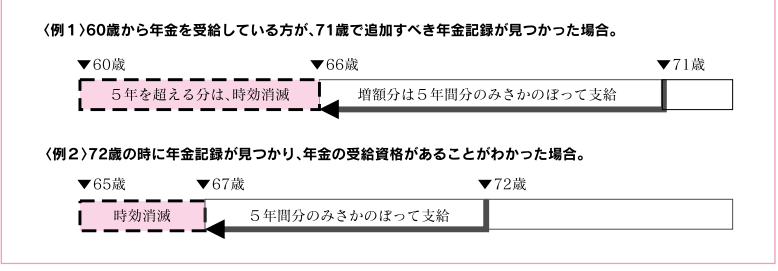 〈例１〉60歳から年金を受給している方が、71歳で追加すべき年金記録が見つかった場合。
▼60歳 ▼66歳 ▼71歳
５年を超える分は、時効消滅 増額分は５年間分のみさかのぼって支給
〈例２〉72歳の時に年金記録が見つかり、年金の受給資格があることがわかった場合。
▼65歳 ▼67歳 ▼72歳
時効消滅 ５年間分のみさかのぼって支給